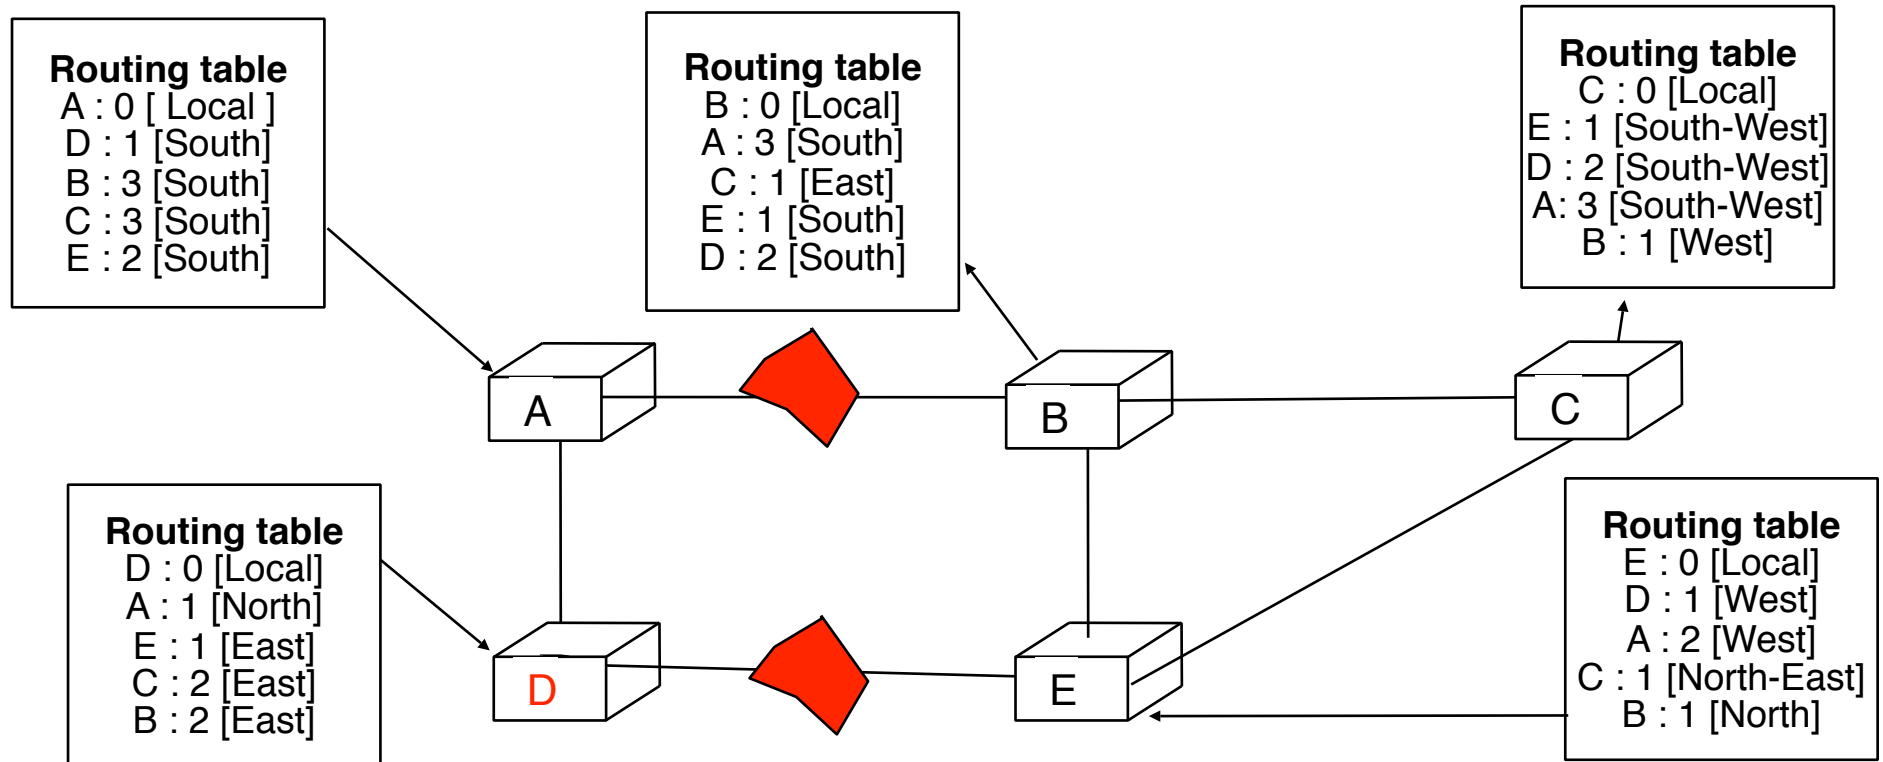 Routing table
A : 0 [ Local ]
D : 1 [South]
B : 3 [South]
C : 3 [South]
E : 2 [South]
Routing table
B : 0 [Local]
A : 3 [South]
C : 1 [East]
E : 1 [South]
D : 2 [South]
Routing table
C : 0 [Local]
E : 1 [South-West]
D : 2 [South-West]
A: 3 [South-West]
B : 1 [West]
A
B
C
Routing table
D : 0 [Local]
A : 1 [North]
E : 1 [East]
C : 2 [East]
B : 2 [East]
D
E
Routing table
E : 0 [Local]
D : 1 [West]
A : 2 [West]
C : 1 [North-East]
B : 1 [North]